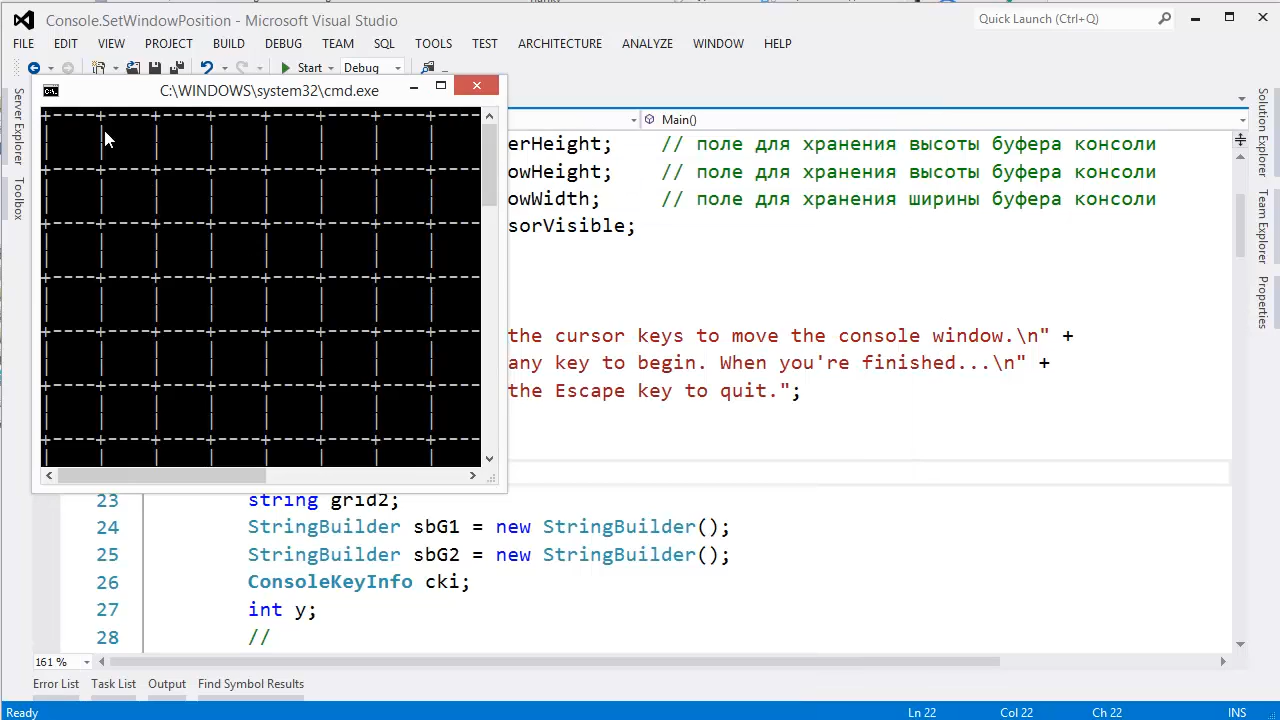 Console.SetWindowPosition - Microsoft Visual Studio
Quick Launch (Ctrl+Q)
FILE EDIT VIEW PROJECT BUILD DEBUG TEAM SQL TOOLS TEST ARCHITECTURE ANALYZE WINDOW HELP
Start Debug
C:\WINDOWS\system32\cmd.exe
Server Explorer
Toolbox
Main()
erHeight; // поле для хранения высоты буфера консоли
owHeight; // поле для хранения высоты буфера консоли
owWidth; // поле для хранения ширины буфера консоли
sorVisible;
the cursor keys to move the console window.\n" +
any key to begin. When you're finished...\n" +
the Escape key to quit.";
23 string grid2;
24 StringBuilder sbG1 = new StringBuilder();
25 StringBuilder sbG2 = new StringBuilder();
26 ConsoleKeyInfo cki;
27 int y;
28 //
Solution Explorer
Team Explorer
Properties
161 %
Error List Task List Output Find Symbol Results
Ready Ln 22 Col 22 Ch 22 INS